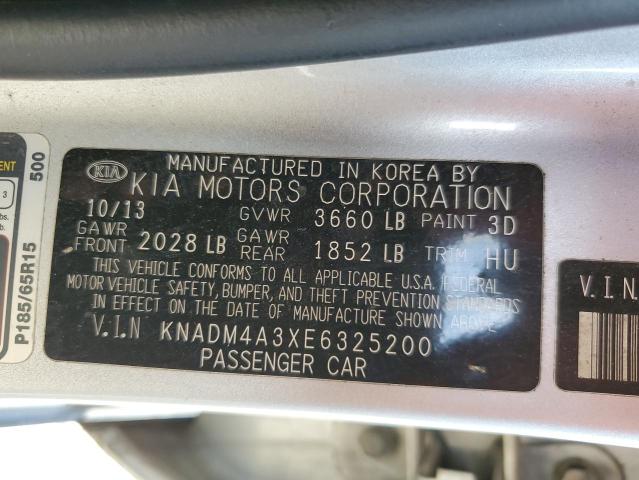 MANUFACTURED IN KOREA BY
KIA KIA MOTORS CORPORATION
10/13 GVWR 3660 LB PAINT 3D
GAWR FRONT 2028 LB GAWR REAR 1852 LB TRIM HU
THIS VEHICLE CONFORMS TO ALL APPLICABLE U.S.A. FEDERAL
MOTOR VEHICLE SAFETY, BUMPER, AND THEFT PREVENTION STANDARDS
IN EFFECT ON THE DATE OF MANUFACTURE SHOWN ABOVE
V.I.N KNADM4A3XE6325200
PASSENGER CAR
500
P185/65R15
3
V.I.N